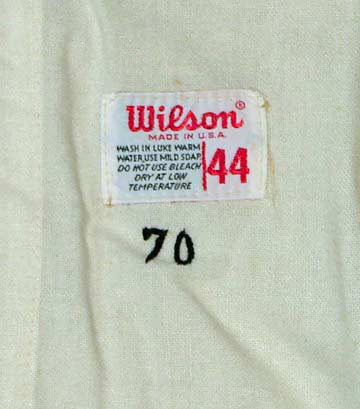 Wilson®
MADE IN U.S.A.
WASH IN LUKE WARM
WATER, USE MILD SOAP
DO NOT USE BLEACH
DRY AT LOW
TEMPERATURE
44
70